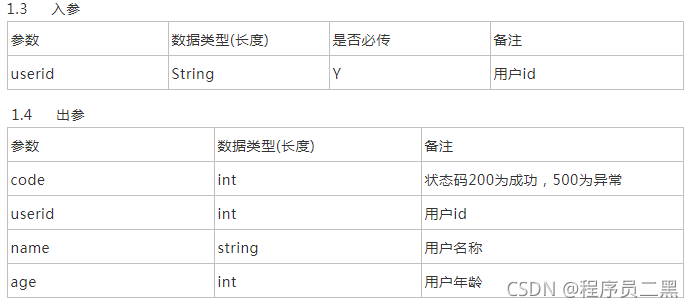 1.3 入参
参数 数据类型(长度) 是否必传 备注
userid String Y 用户id
1.4 出参
参数 数据类型(长度) 备注
code int 状态码200为成功，500为异常
userid int 用户id
name string 用户名称
age int 用户年龄
CSDN @程序员二黑